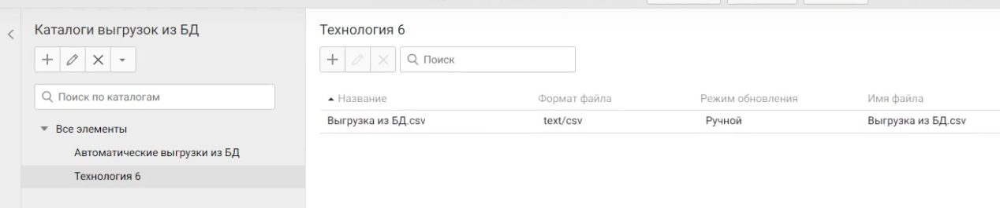 Каталоги выгрузок из БД
Поиск по каталогам
Все элементы
Автоматические выгрузки из БД
Технология 6
Технология 6
Поиск
Название Формат файла Режим обновления Имя файла
Выгрузка из БД.csv text/csv Ручной Выгрузка из БД.csv